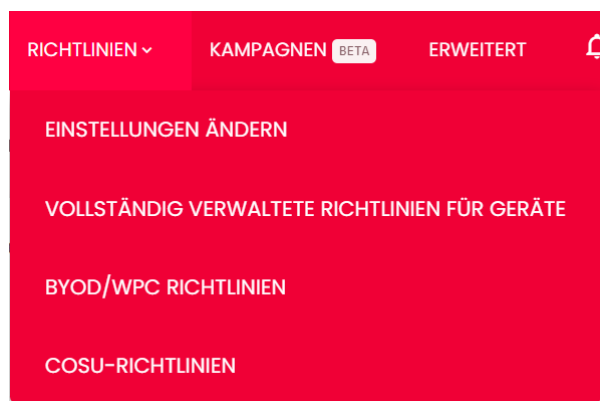 RICHTLINIEN KAMPAGNEN BETA ERWEITERT
EINSTELLUNGEN ÄNDERN
VOLLSTÄNDIG VERWALTETE RICHTLINIEN FÜR GERÄTE
BYOD/WPC RICHTLINIEN
COSU-RICHTLINIEN